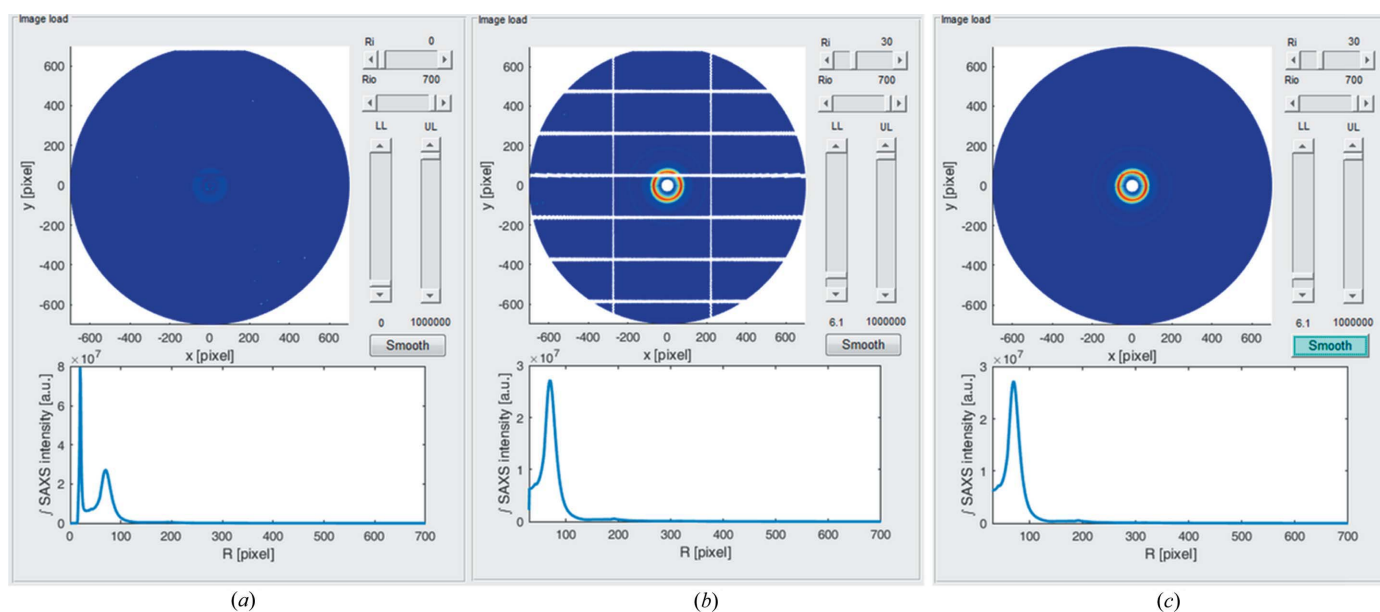 Image load
Ri 0
Rio 700
LL UL
0 1000000
Smooth
y [pixel]
600
400
200
0
-200
-400
-600
-600 -400 -200 0 200 400 600
x [pixel]
×10⁷
∫ SAXS intensity [a.u.]
8
6
4
2
0
0 100 200 300 400 500 600 700
R [pixel]
(a)
Image load
Ri 30
Rio 700
LL UL
6.1 1000000
Smooth
y [pixel]
600
400
200
0
-200
-400
-600
-600 -400 -200 0 200 400 600
x [pixel]
×10⁷
∫ SAXS intensity [a.u.]
3
2
1
0
100 200 300 400 500 600 700
R [pixel]
(b)
Image load
Ri 30
Rio 700
LL UL
6.1 1000000
Smooth
y [pixel]
600
400
200
0
-200
-400
-600
-600 -400 -200 0 200 400 600
x [pixel]
×10⁷
∫ SAXS intensity [a.u.]
3
2
1
0
100 200 300 400 500 600 700
R [pixel]
(c)